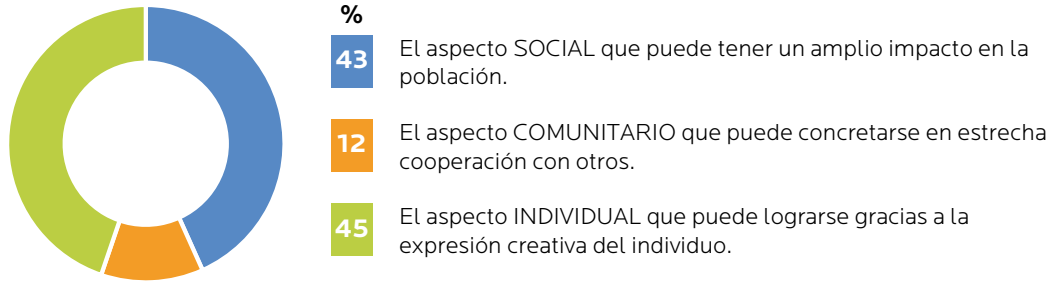 %
43
El aspecto SOCIAL que puede tener un amplio impacto en la
población.
12
El aspecto COMUNITARIO que puede concretarse en estrecha
cooperación con otros.
45
El aspecto INDIVIDUAL que puede lograrse gracias a la
expresión creativa del individuo.